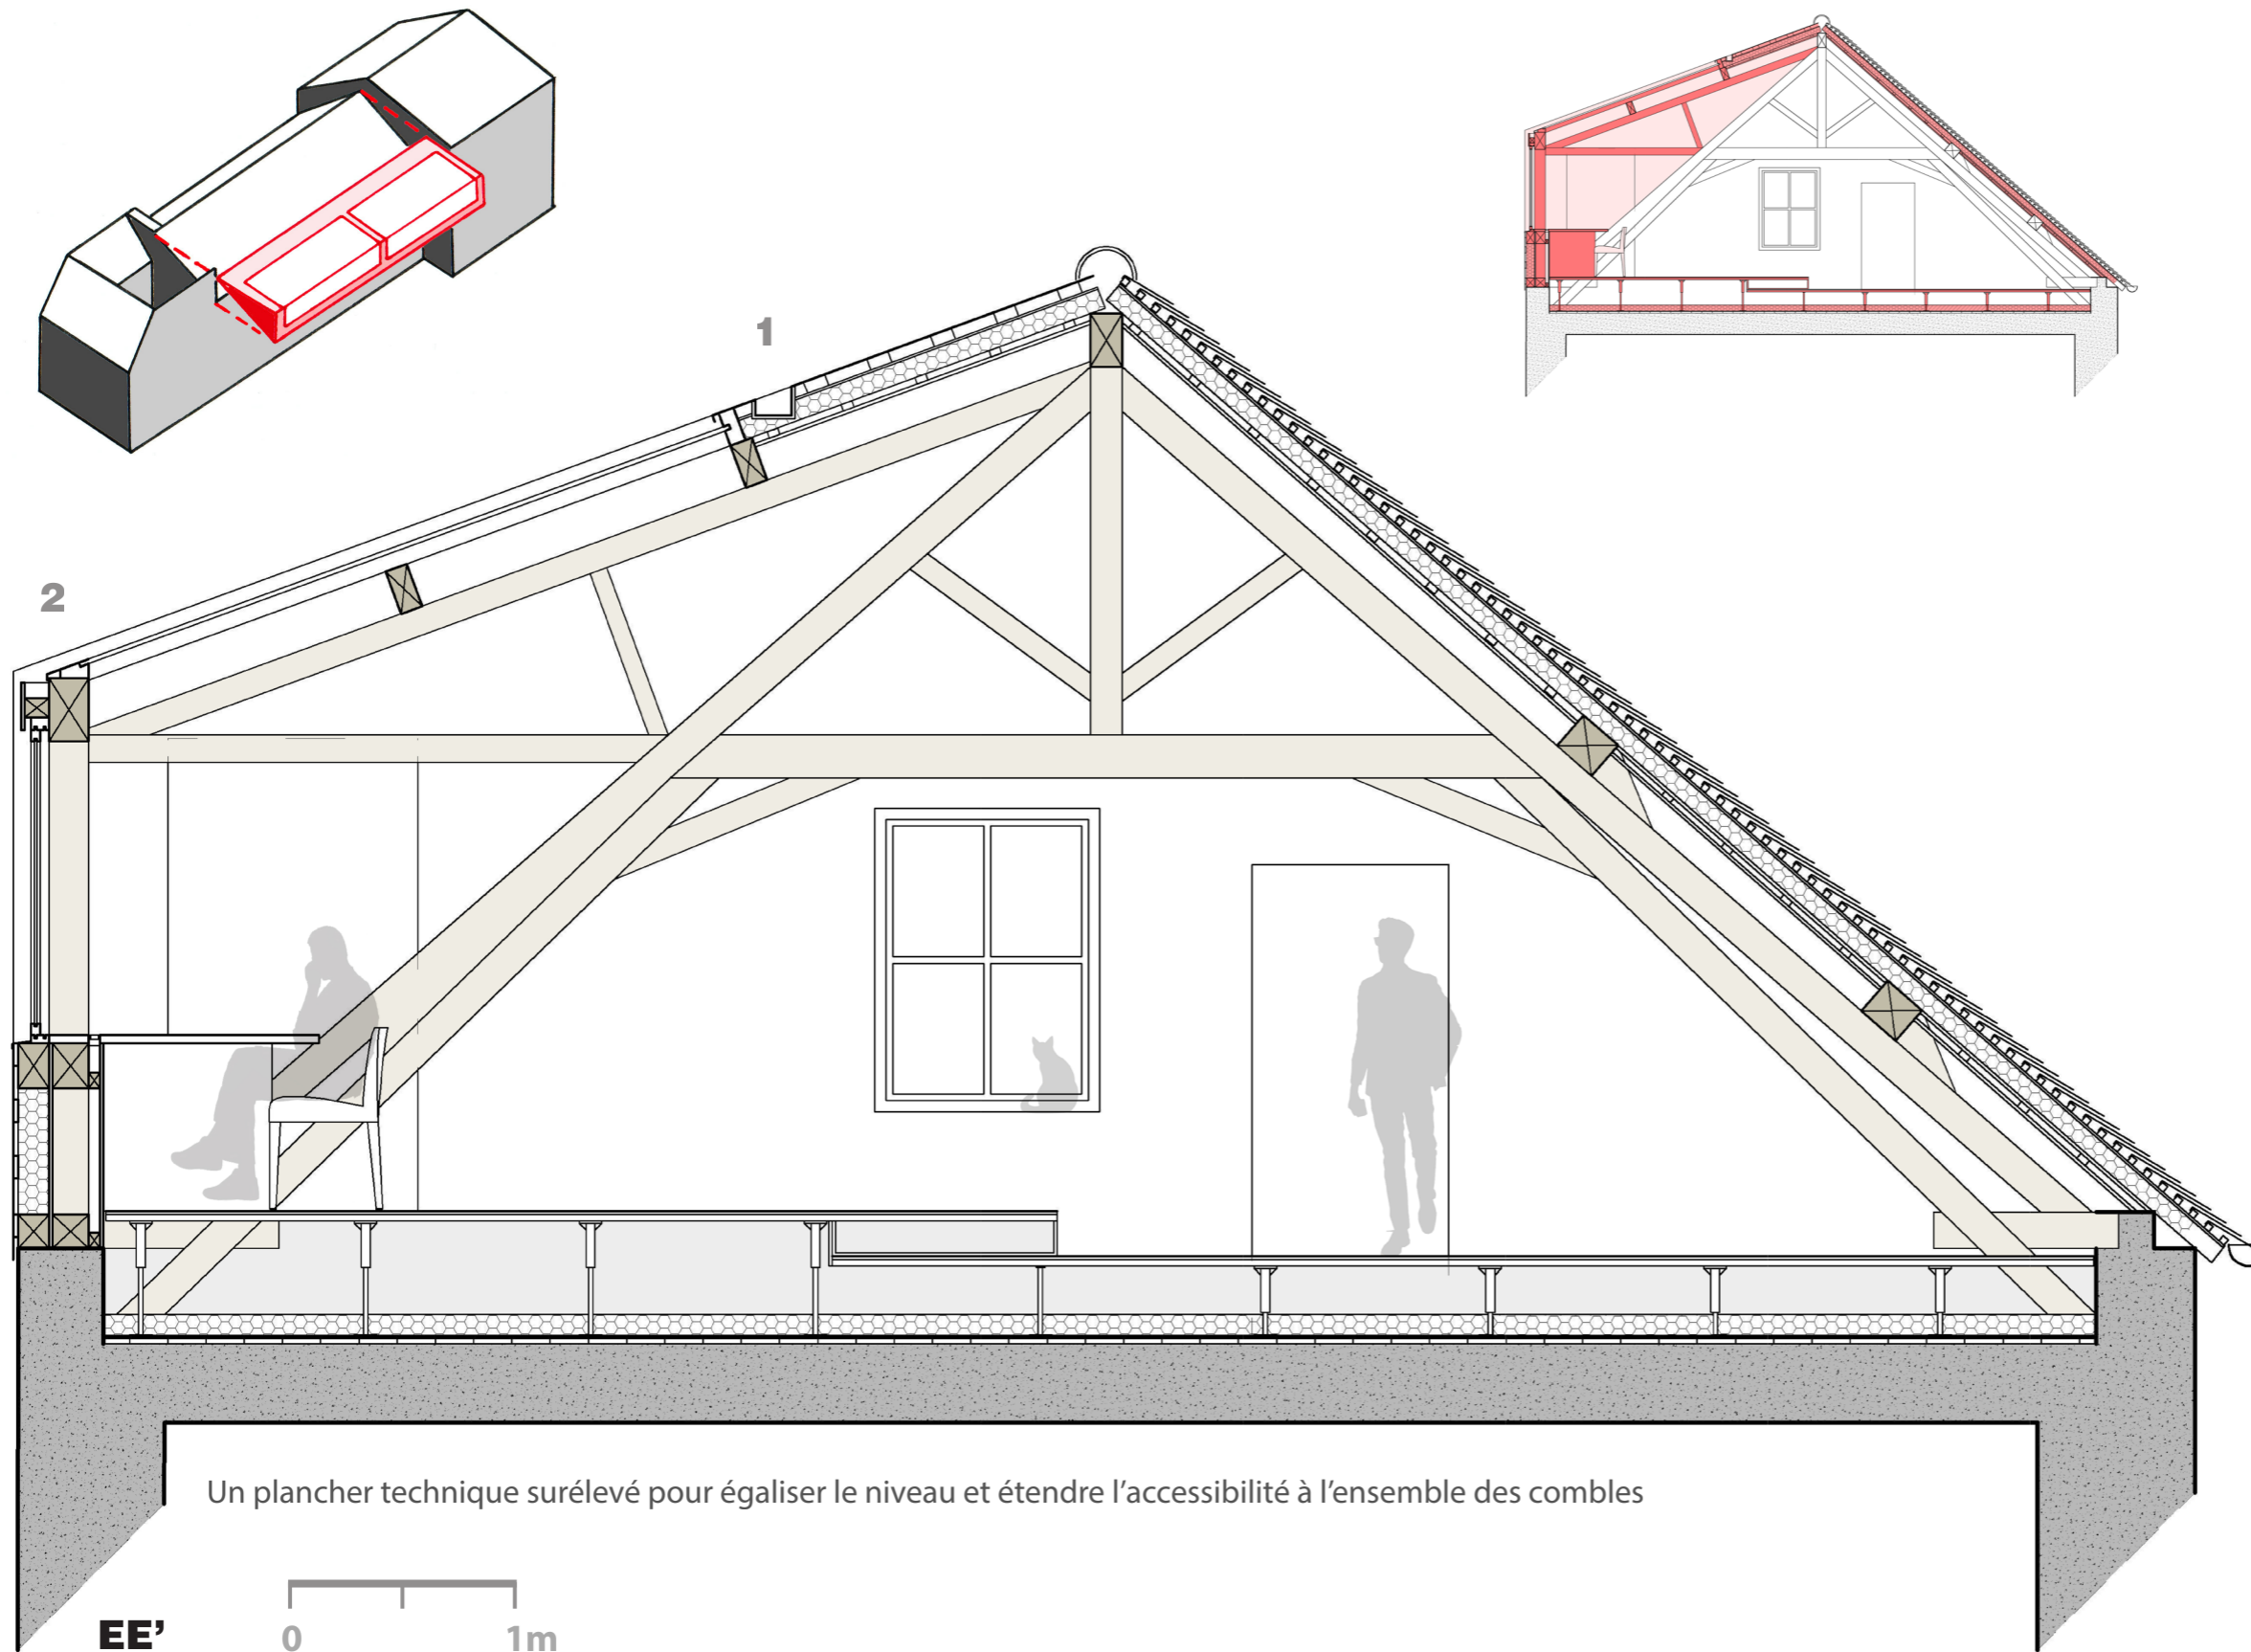 1
2
Un plancher technique surélevé pour égaliser le niveau et étendre l’accessibilité à l’ensemble des combles
EE’
0 1m